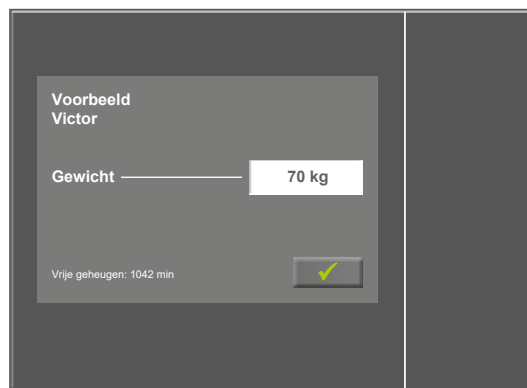 Voorbeeld
Victor
Gewicht
70 kg
Vrije geheugen: 1042 min